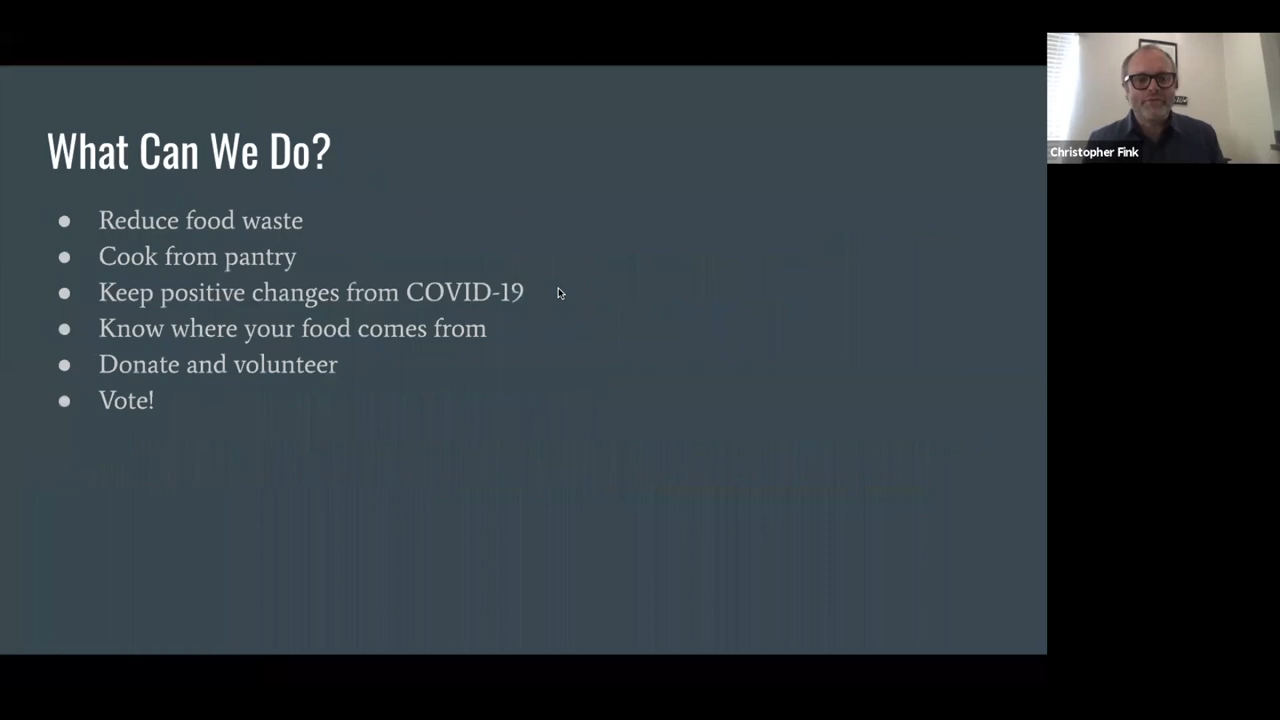 What Can We Do?
● Reduce food waste
● Cook from pantry
● Keep positive changes from COVID-19
● Know where your food comes from
● Donate and volunteer
● Vote!
Christopher Fink